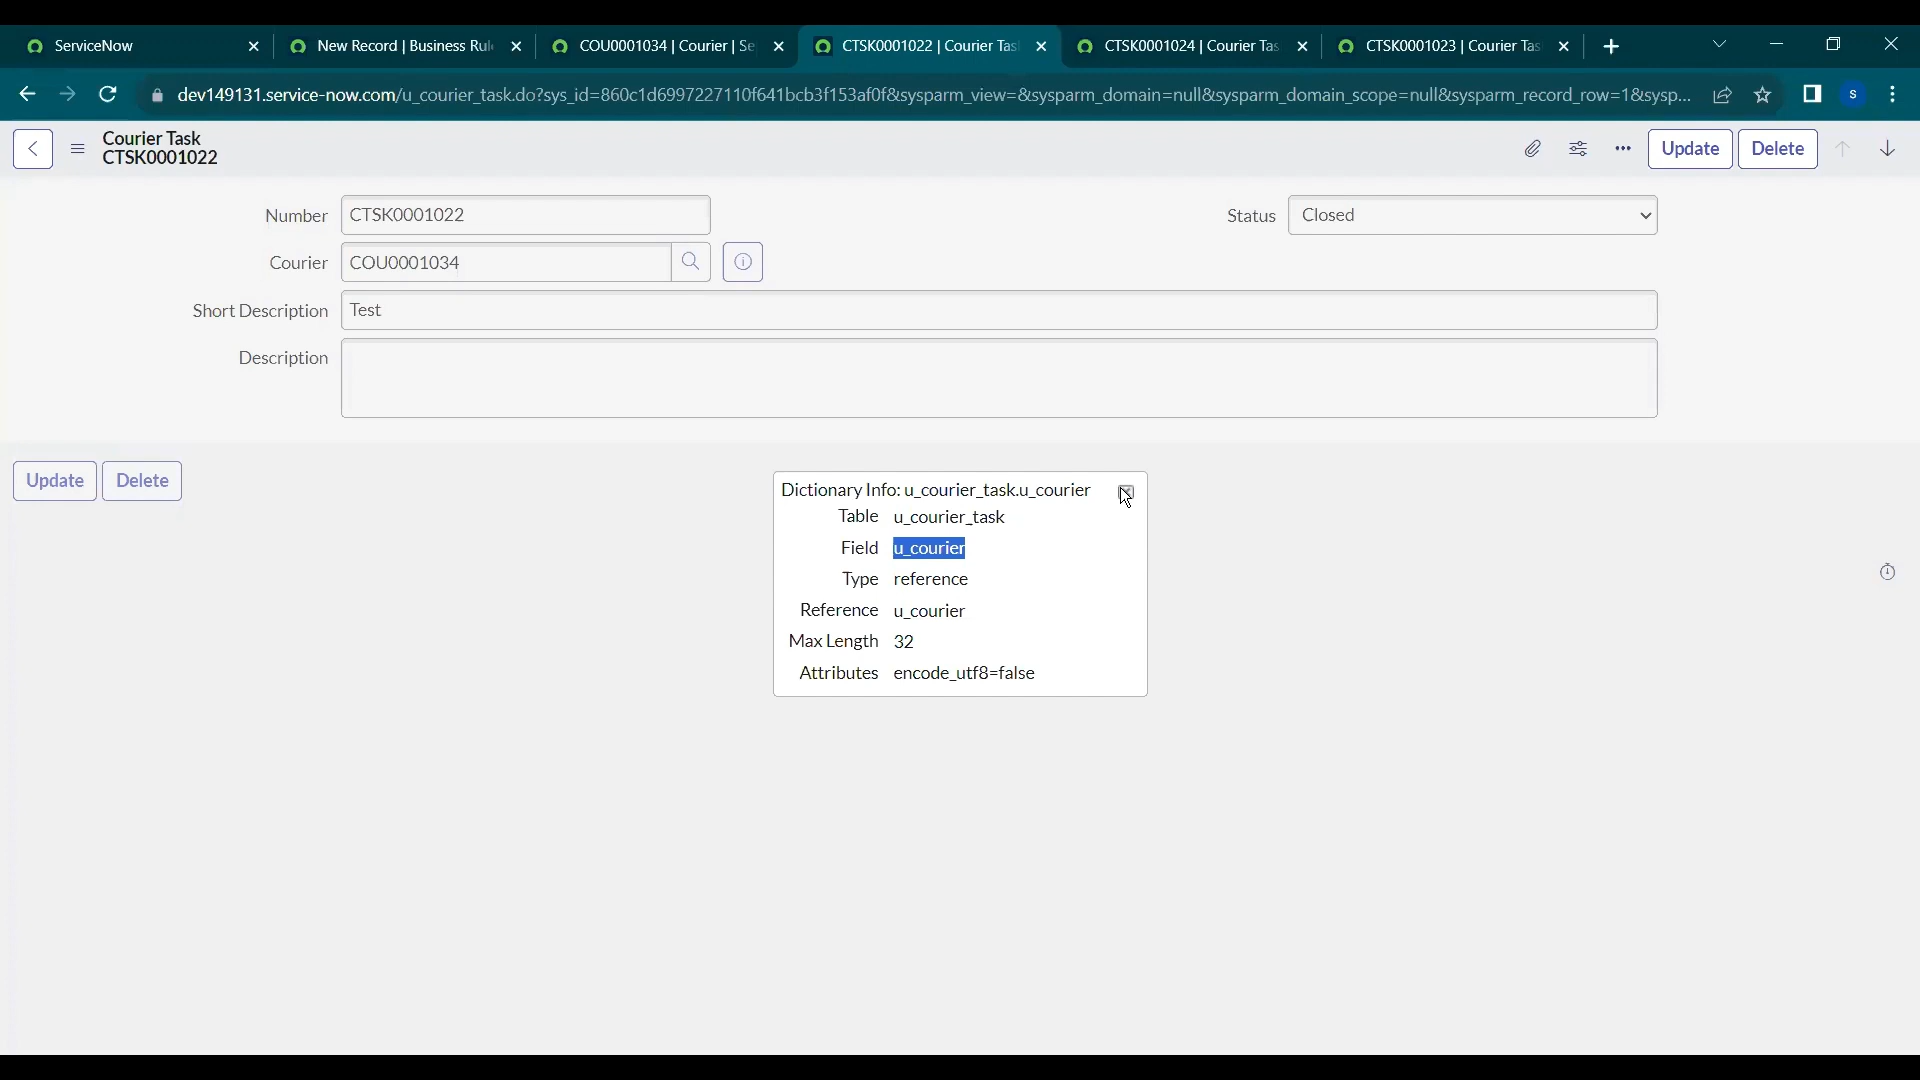 ServiceNow
New Record | Business Rul
COU0001034 | Courier | Se
CTSK0001022 | Courier Tas
CTSK0001024 | Courier Tas
CTSK0001023 | Courier Tas
dev149131.service-now.com/u_courier_task.do?sys_id=860c1d6997227110f641bcb3f153af0f&sysparm_view=&sysparm_domain=null&sysparm_domain_scope=null&sysparm_record_row=1&sysp...
S
Courier Task
CTSK0001022
Update
Delete
Number CTSK0001022
Status Closed
Courier COU0001034
Short Description Test
Description
Update
Delete
Dictionary Info: u_courier_task.u_courier
Table u_courier_task
Field u_courier
Type reference
Reference u_courier
Max Length 32
Attributes encode_utf8=false